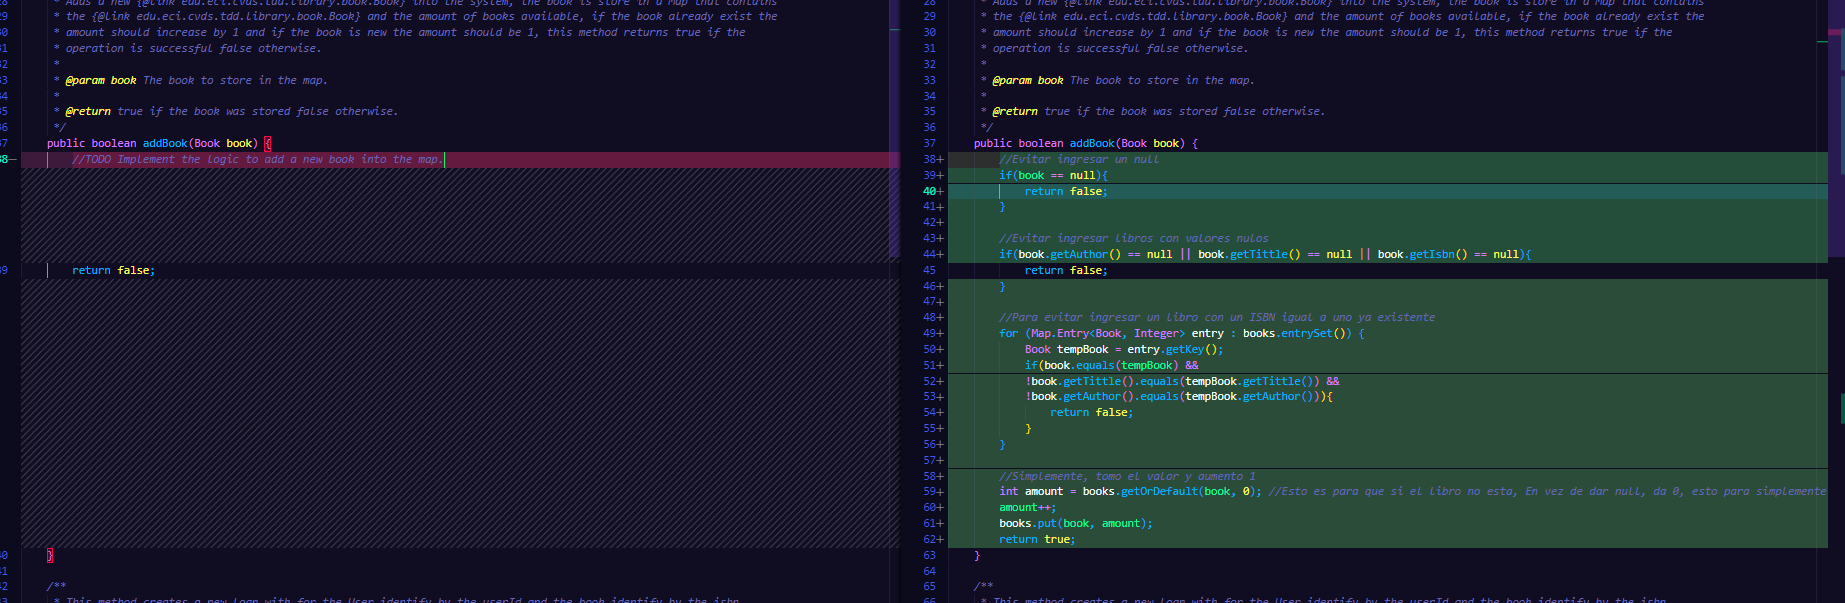 * Adds a new {@link edu.eci.cvds.tdd.library.book.Book} into the system, the book is store in a Map that contains
29 * the {@link edu.eci.cvds.tdd.library.book.Book} and the amount of books available, if the book already exist the
30 * amount should increase by 1 and if the book is new the amount should be 1, this method returns true if the
31 * operation is successful false otherwise.
32 *
33 * @param book The book to store in the map.
34 *
35 * @return true if the book was stored false otherwise.
36 */
37 public boolean addBook(Book book) {
38- //TODO Implement the logic to add a new book into the map.
39 return false;
40 }
41
42 /**
43 * This method creates a new loan with for the User identify by the userId and the book identify by the isbn
28 * Adds a new {@link edu.eci.cvds.tdd.library.book.Book} into the system, the book is store in a Map that contains
29 * the {@link edu.eci.cvds.tdd.library.book.Book} and the amount of books available, if the book already exist the
30 * amount should increase by 1 and if the book is new the amount should be 1, this method returns true if the
31 * operation is successful false otherwise.
32 *
33 * @param book The book to store in the map.
34 *
35 * @return true if the book was stored false otherwise.
36 */
37 public boolean addBook(Book book) {
38+ //Evitar ingresar un null
39+ if(book == null){
40+ return false;
41+ }
42+
43+ //Evitar ingresar libros con valores nulos
44+ if(book.getAuthor() == null || book.getTittle() == null || book.getIsbn() == null){
45 return false;
46+ }
47+
48+ //Para evitar ingresar un libro con un ISBN igual a uno ya existente
49+ for (Map.Entry<Book, Integer> entry : books.entrySet()) {
50+ Book tempBook = entry.getKey();
51+ if(book.equals(tempBook) &&
52+ !book.getTittle().equals(tempBook.getTittle()) &&
53+ !book.getAuthor().equals(tempBook.getAuthor())){
54+ return false;
55+ }
56+ }
57+
58+ //Simplemente, tomo el valor y aumento 1
59+ int amount = books.getOrDefault(book, 0); //Esto es para que si el libro no esta, En vez de dar null, da 0, esto para simplemente
60+ amount++;
61+ books.put(book, amount);
62+ return true;
63 }
64
65 /**
66 * This method creates a new loan with for the User identify by the userId and the book identify by the isbn